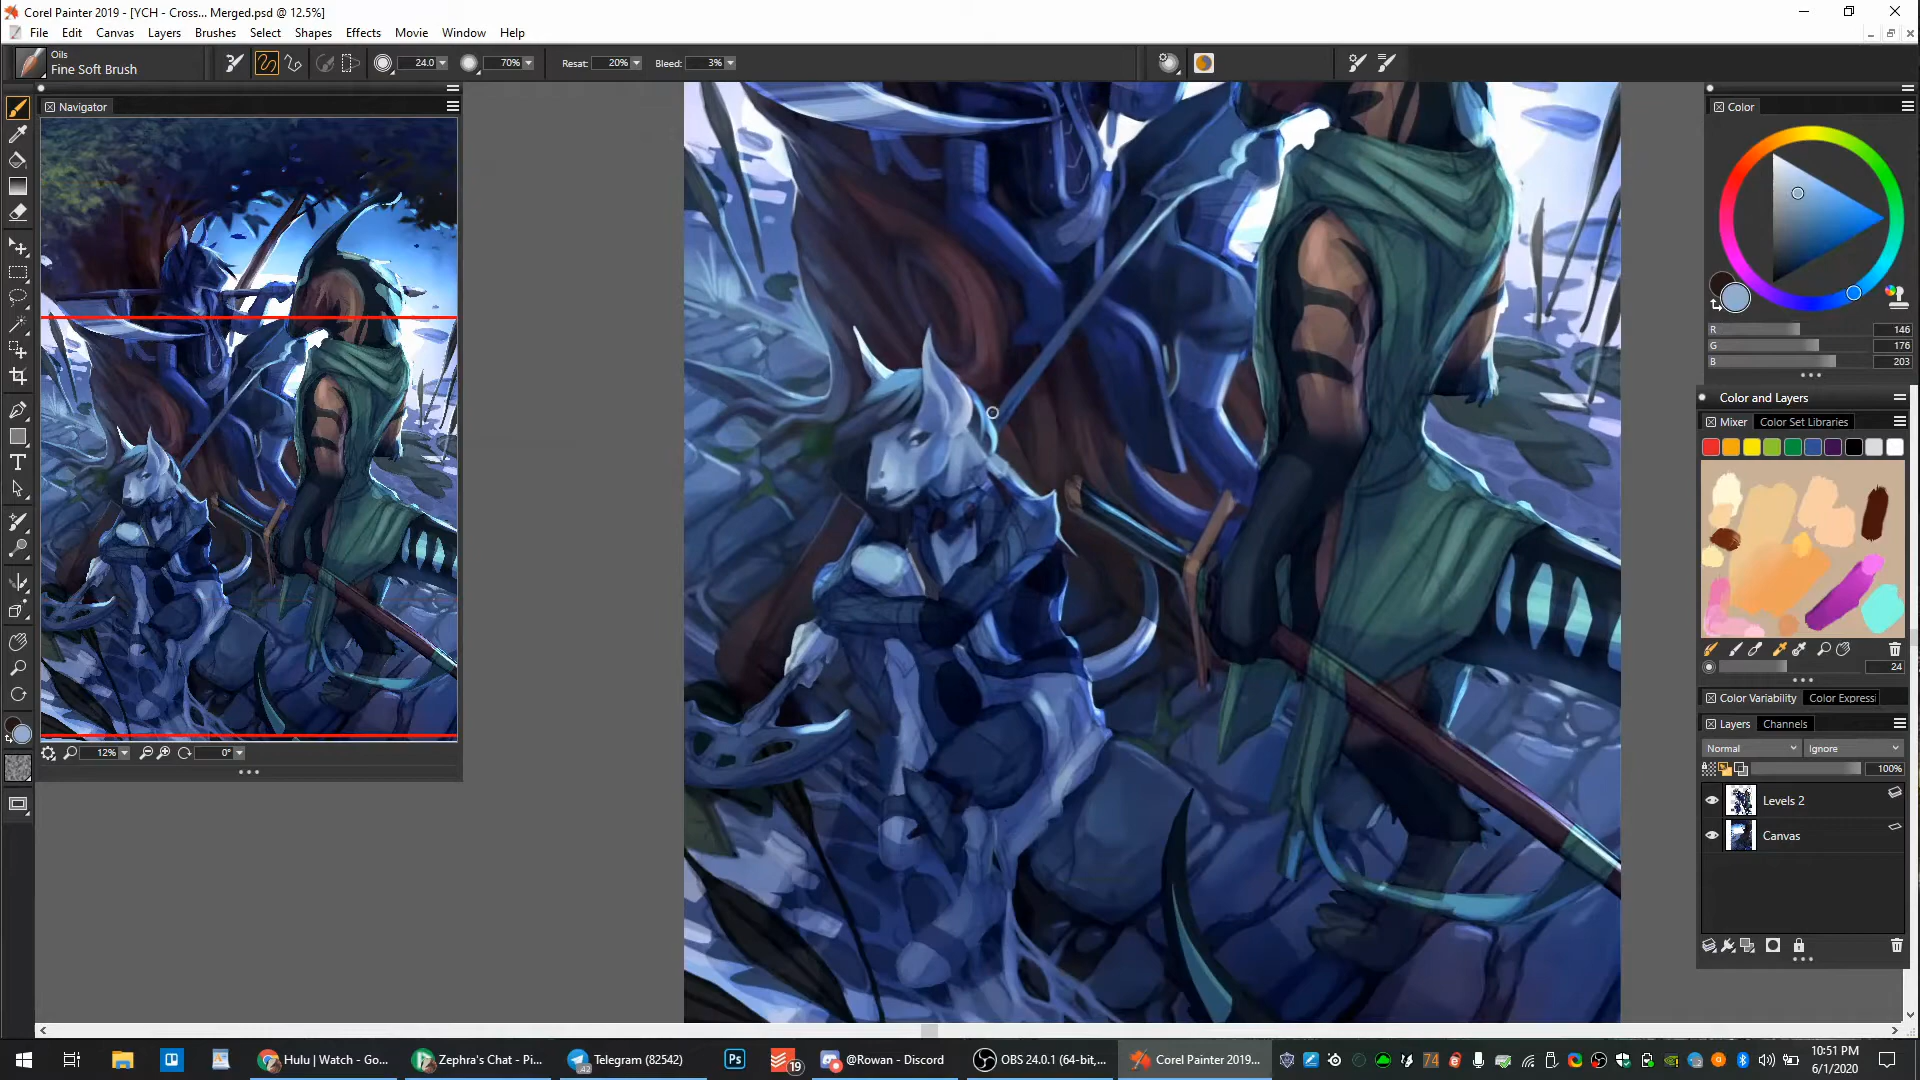 Corel Painter 2019 - [YCH - Cross... Merged.psd @ 12.5%]
File Edit Canvas Layers Brushes Select Shapes Effects Movie Window Help
Oils
Fine Soft Brush
24.0
70%
Resat: 20%
Bleed: 3%
Navigator
12%
0°
Color
R 146
G 176
B 203
Color and Layers
Mixer Color Set Libraries
24
Color Variability Color Expressi
Layers Channels
Normal Ignore
100%
Levels 2
Canvas
Hulu | Watch - Go...
Zephra's Chat - Pi...
42
Telegram (82542)
Ps
19
@Rowan - Discord
OBS 24.0.1 (64-bit,...
Corel Painter 2019...
74
10:51 PM
6/1/2020